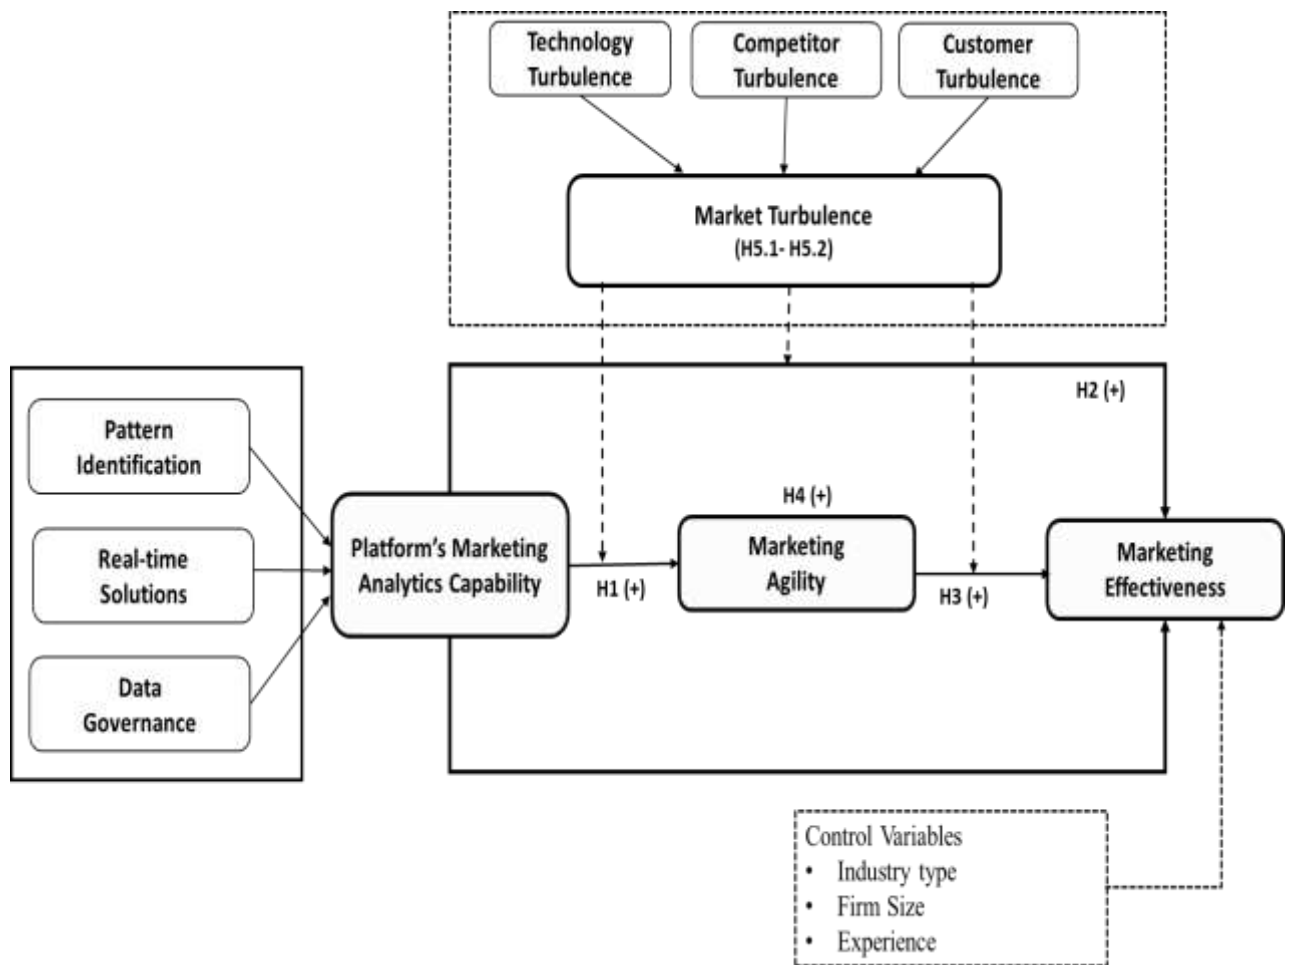 Technology
Turbulence
Competitor
Turbulence
Customer
Turbulence
Market Turbulence
(H5.1- H5.2)
H2 (+)
Pattern
Identification
Real-time
Solutions
Data
Governance
Platform’s Marketing
Analytics Capability
H1 (+)
H4 (+)
Marketing
Agility
H3 (+)
Marketing
Effectiveness
Control Variables
• Industry type
• Firm Size
• Experience